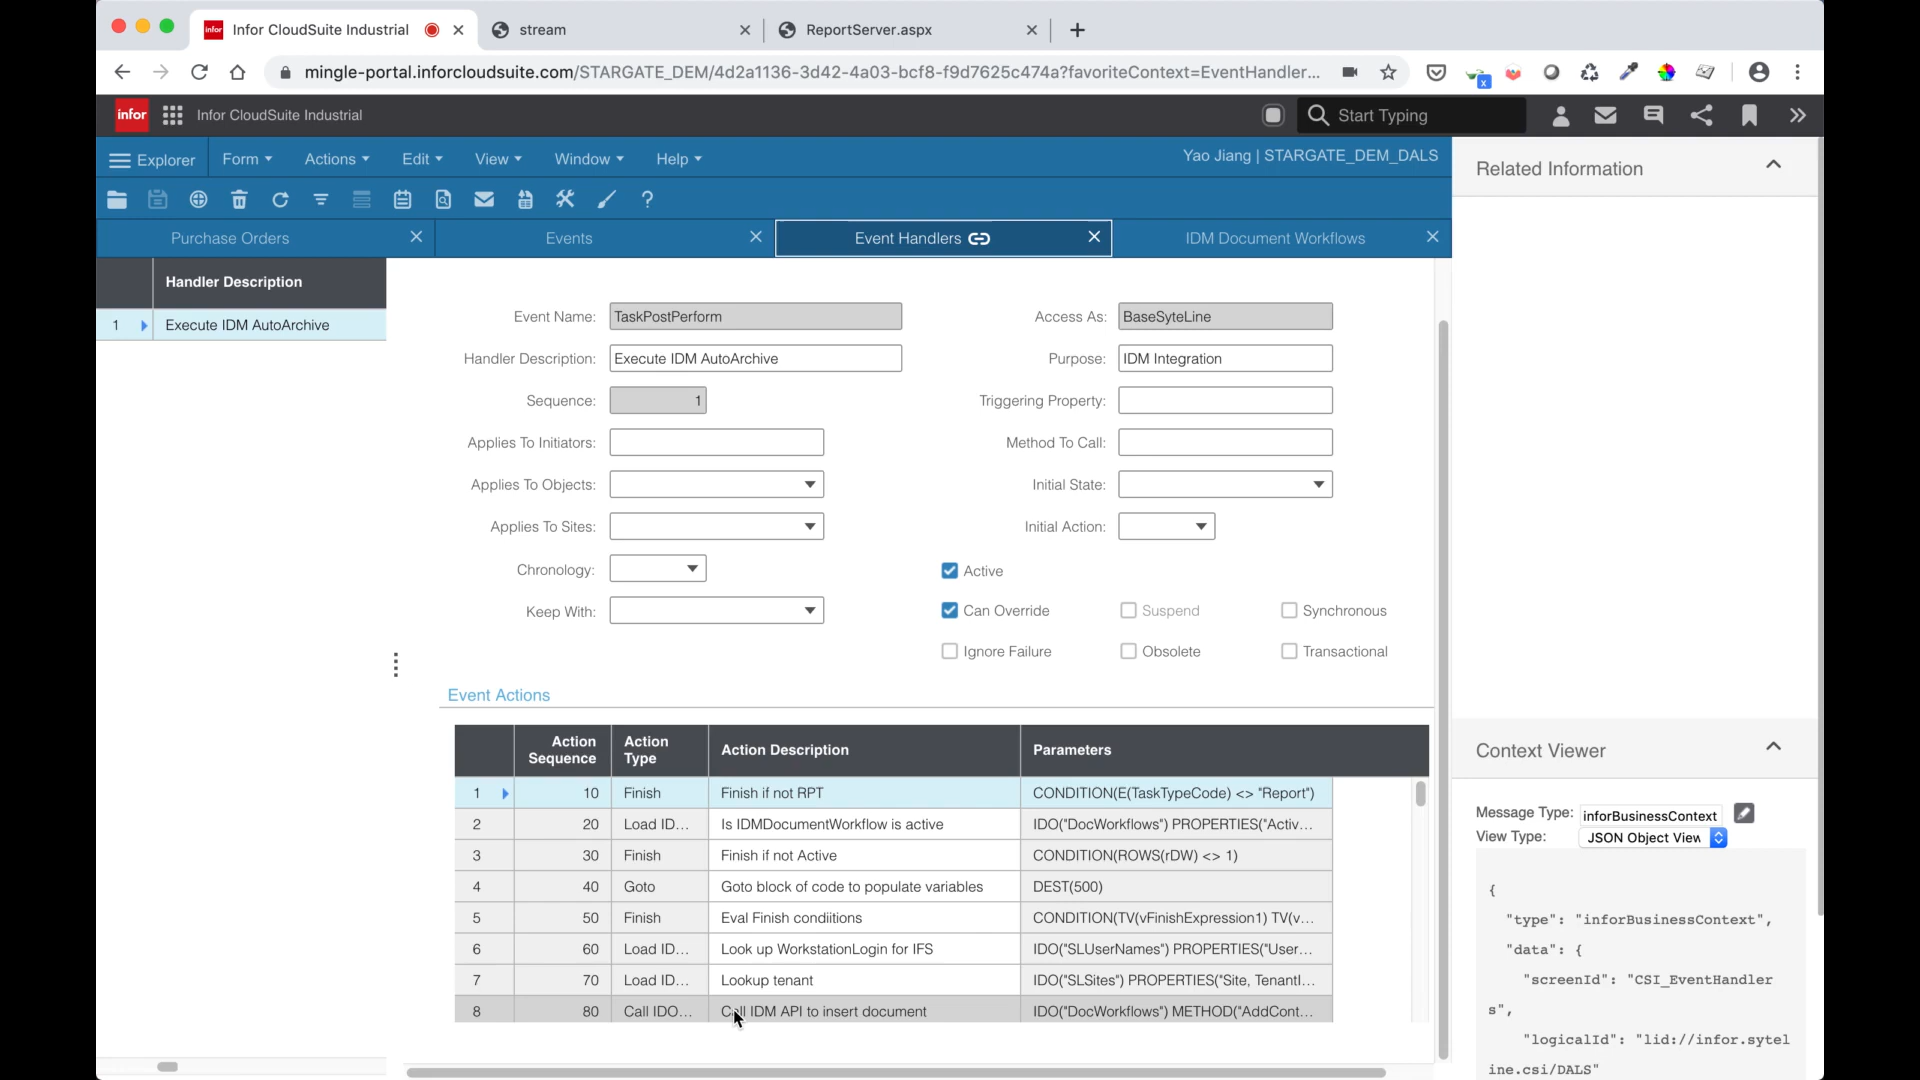 infor Infor CloudSuite Industrial
stream
ReportServer.aspx
mingle-portal.inforcloudsuite.com/STARGATE_DEM/4d2a1136-3d42-4a03-bcf8-f9d7625c474a?favoriteContext=EventHandler...
x
infor
Infor CloudSuite Industrial
Start Typing
Explorer Form Actions Edit View Window Help
Yao Jiang | STARGATE_DEM_DALS
Purchase Orders
Events
Event Handlers
IDM Document Workflows
Related Information
Handler Description
1 Execute IDM AutoArchive
Event Name: TaskPostPerform
Access As: BaseSyteLine
Handler Description: Execute IDM AutoArchive
Purpose: IDM Integration
Sequence: 1
Triggering Property:
Applies To Initiators:
Method To Call:
Applies To Objects:
Initial State:
Applies To Sites:
Initial Action:
Chronology:
Active
Keep With:
Can Override
Suspend
Synchronous
Ignore Failure
Obsolete
Transactional
Event Actions
Action Sequence Action Type Action Description Parameters
1 10 Finish Finish if not RPT CONDITION(E(TaskTypeCode) <> "Report")
2 20 Load ID... Is IDMDocumentWorkflow is active IDO("DocWorkflows") PROPERTIES("Activ...
3 30 Finish Finish if not Active CONDITION(ROWS(rDW) <> 1)
4 40 Goto Goto block of code to populate variables DEST(500)
5 50 Finish Eval Finish condiitions CONDITION(TV(vFinishExpression1) TV(v...
6 60 Load ID... Look up WorkstationLogin for IFS IDO("SLUserNames") PROPERTIES("User...
7 70 Load ID... Lookup tenant IDO("SLSites") PROPERTIES("Site, TenantI...
8 80 Call IDO... Call IDM API to insert document IDO("DocWorkflows") METHOD("AddCont...
Context Viewer
Message Type: inforBusinessContext
View Type: JSON Object View
{
"type": "inforBusinessContext",
"data": {
"screenId": "CSI_EventHandler
s",
"logicalId": "lid://infor.sytel
ine.csi/DALS"